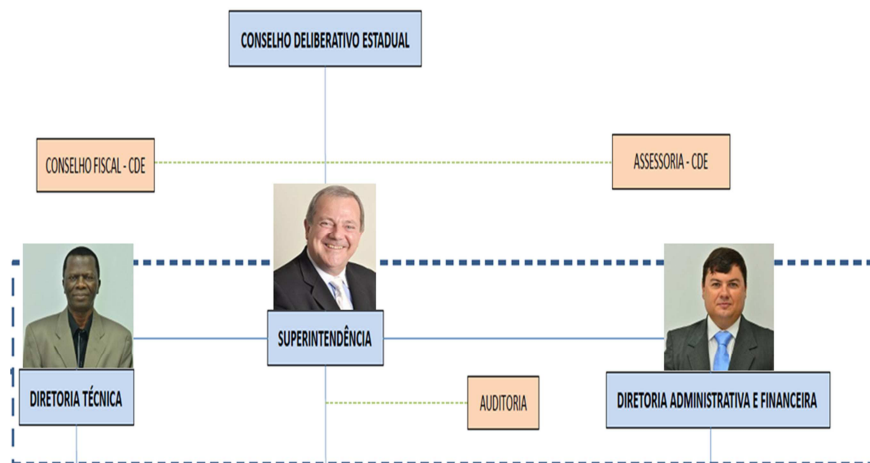 CONSELHO DELIBERATIVO ESTADUAL
CONSELHO FISCAL - CDE
ASSESSORIA - CDE
SUPERINTENDÊNCIA
DIRETORIA TÉCNICA
AUDITORIA
DIRETORIA ADMINISTRATIVA E FINANCEIRA